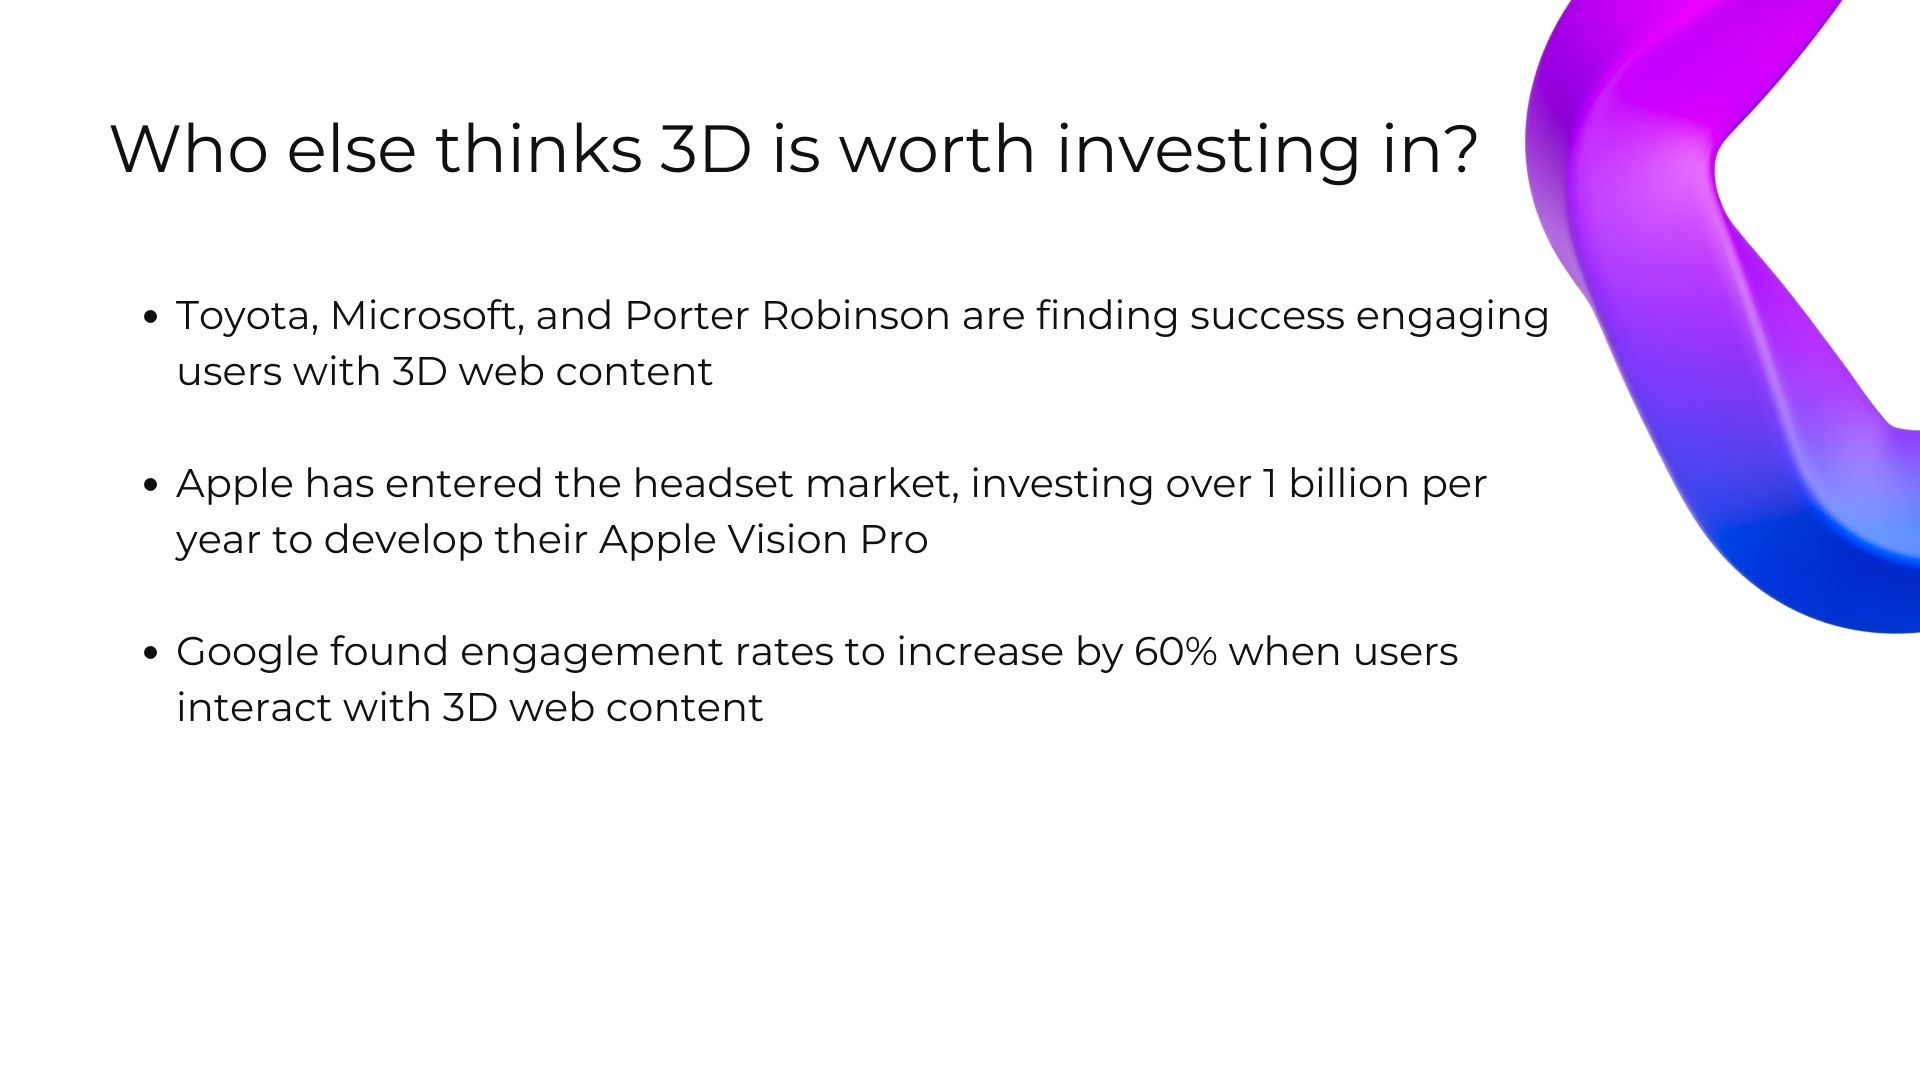 Who else thinks 3D is worth investing in?
• Toyota, Microsoft, and Porter Robinson are finding success engaging
users with 3D web content
• Apple has entered the headset market, investing over 1 billion per
year to develop their Apple Vision Pro
• Google found engagement rates to increase by 60% when users
interact with 3D web content